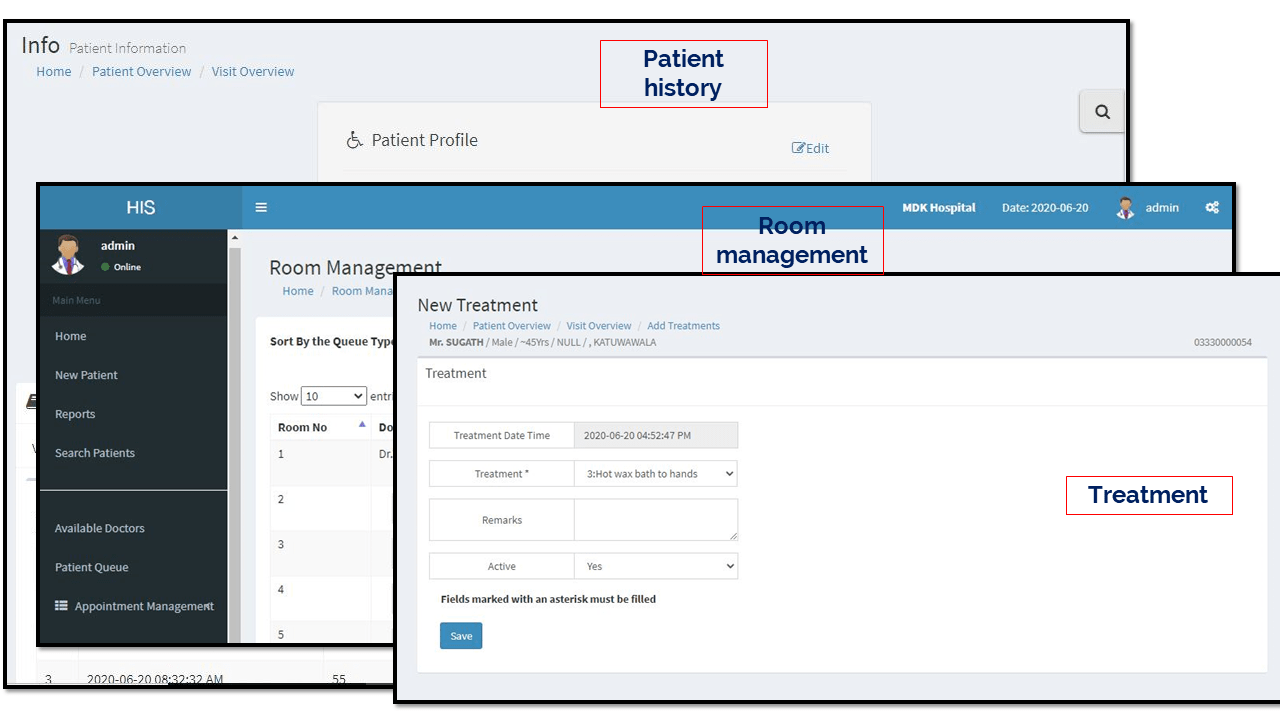 Info Patient Information
Home / Patient Overview / Visit Overview
Patient
history
Patient Profile
Edit
HIS
MDK Hospital Date: 2020-06-20 admin
admin
Online
Main Menu
Home
New Patient
Reports
Search Patients
Available Doctors
Patient Queue
Appointment Management
Room
management
Room Management
Home / Room Mana
Sort By the Queue Type
Show 10 entri
Room No Do
1 Dr.
2
3
4
5
3 2020-06-20 08:32:32 AM 55
New Treatment
Home / Patient Overview / Visit Overview / Add Treatments
Mr. SUGATH / Male / ~45Yrs / NULL / , KATUWAWALA 03330000054
Treatment
Treatment Date Time 2020-06-20 04:52:47 PM
Treatment * 3:Hot wax bath to hands
Remarks
Active Yes
Fields marked with an asterisk must be filled
Save
Treatment